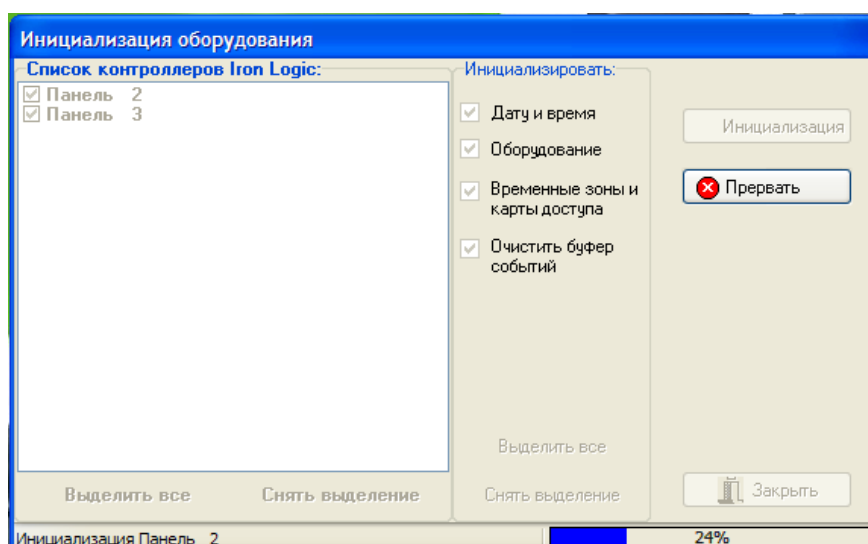 Инициализация оборудования
Список контроллеров Iron Logic:
Панель 2
Панель 3
Выделить все Снять выделение
Инициализировать:
Дату и время
Оборудование
Временные зоны и
карты доступа
Очистить буфер
событий
Выделить все
Снять выделение
Инициализация
Прервать
Закрыть
Инициализация Панель 2
24%